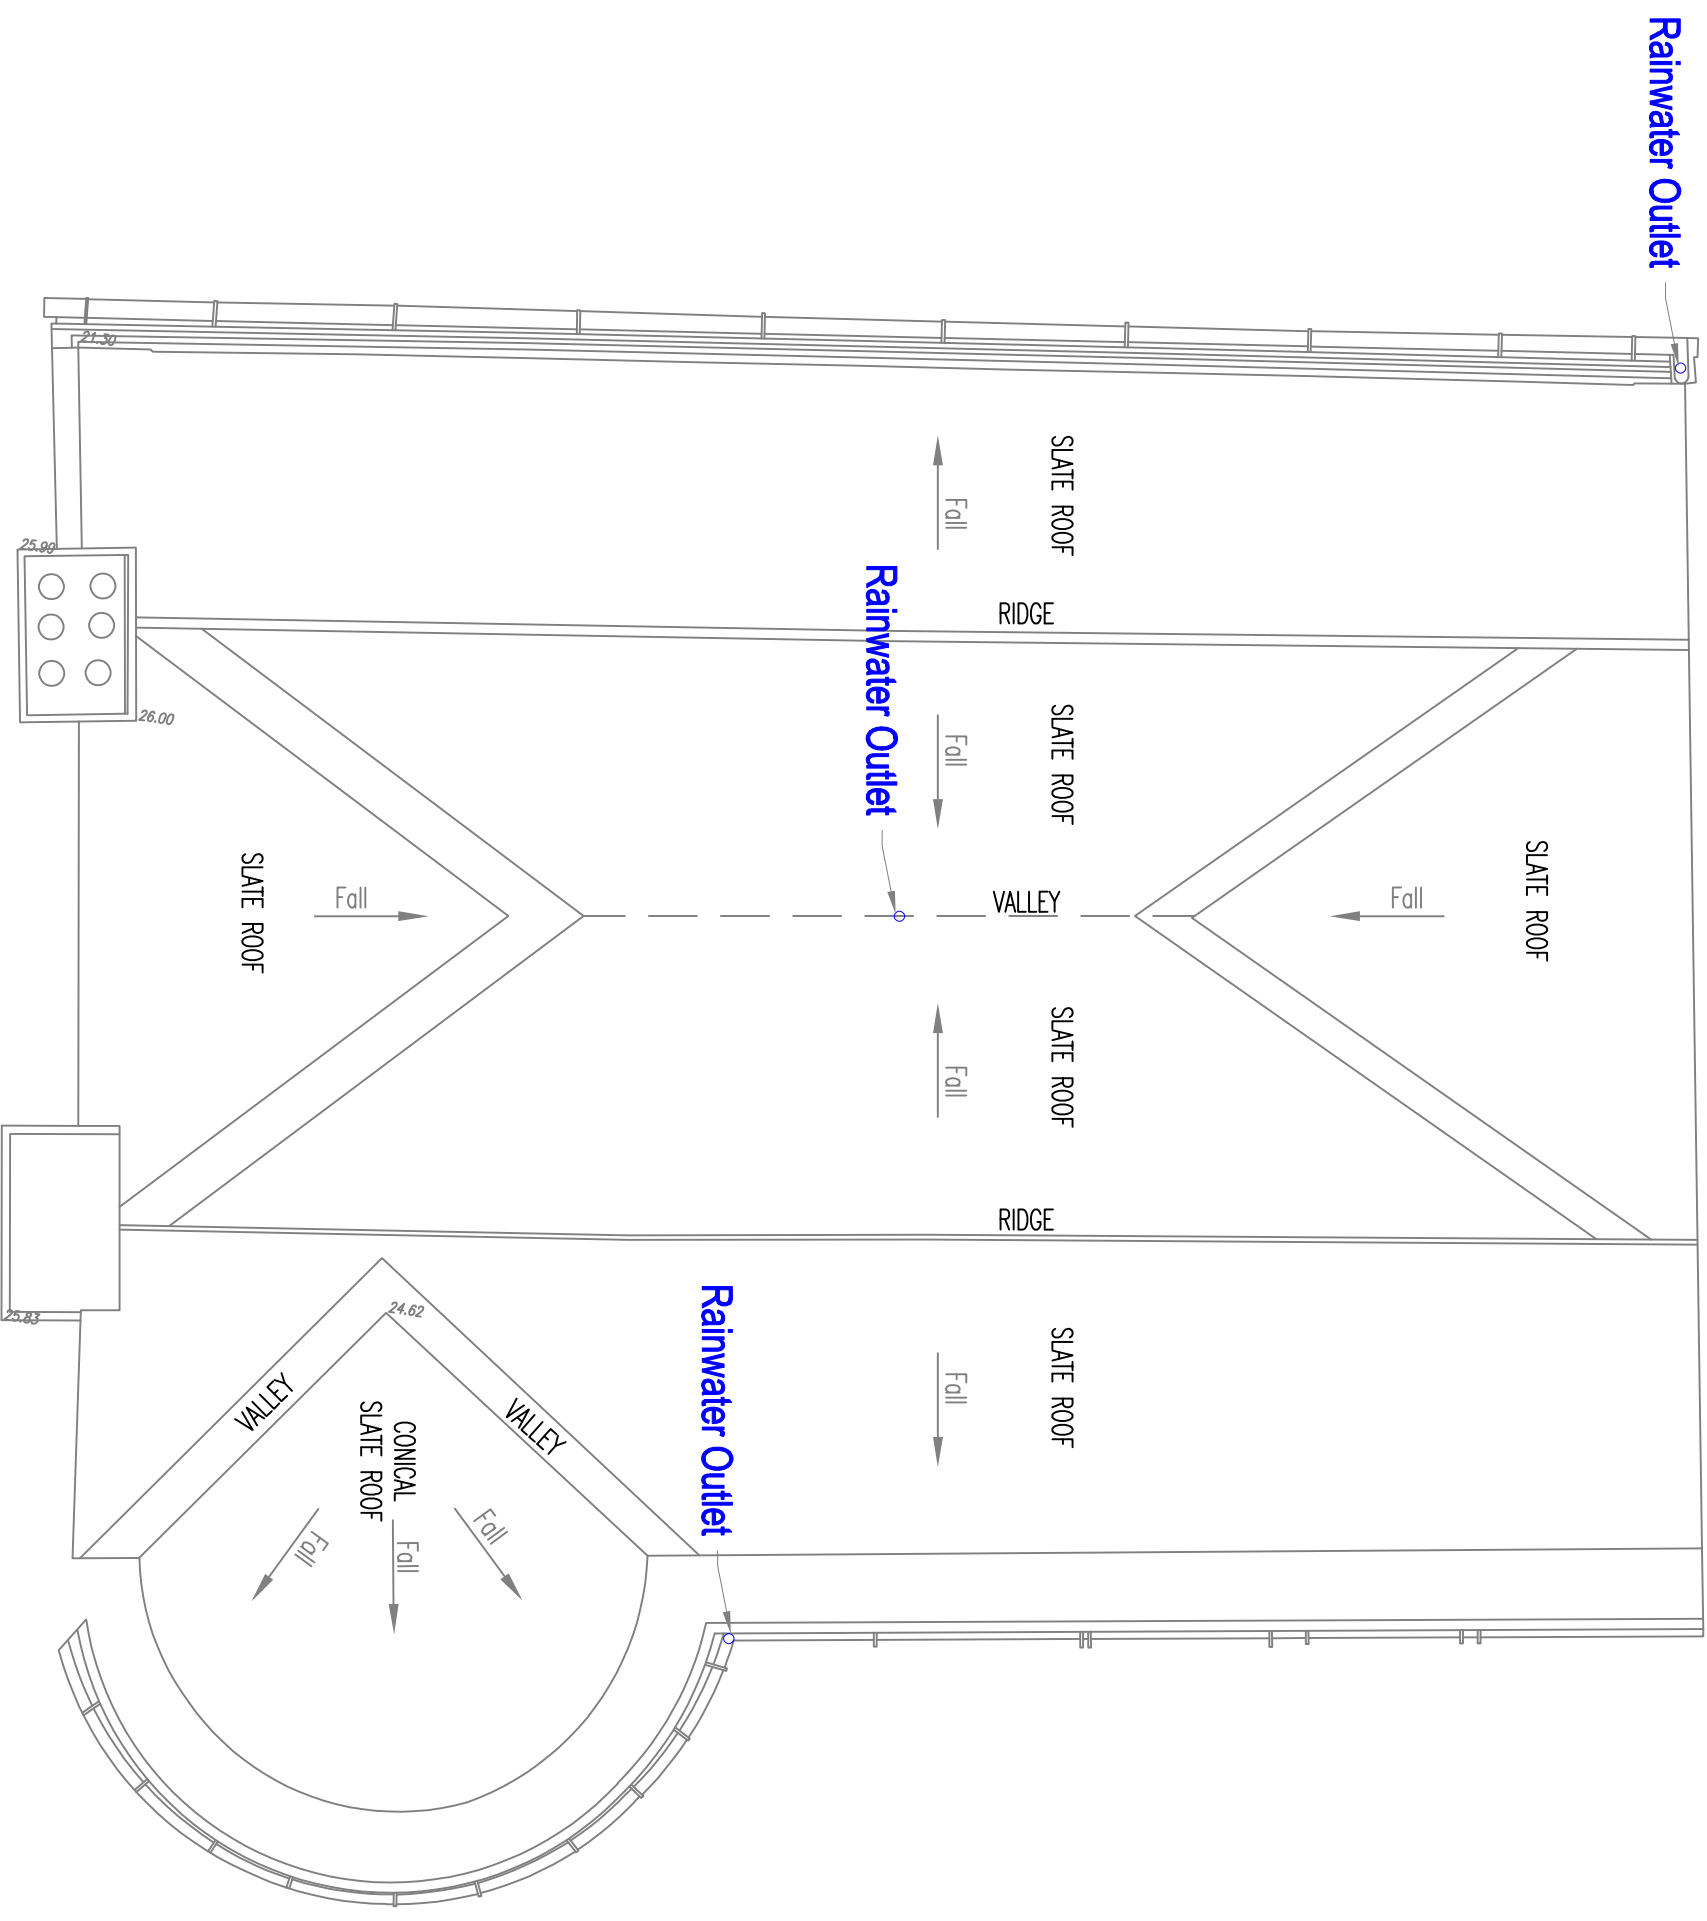 Rainwater Outlet
21.30
SLATE ROOF
Fall
25.90
RIDGE
Rainwater Outlet
26.00
SLATE ROOF
Fall
SLATE ROOF
Fall
VALLEY
Fall
SLATE ROOF
SLATE ROOF
Fall
RIDGE
25.83
24.62
Rainwater Outlet
SLATE ROOF
Fall
VALLEY
VALLEY
CONICAL
SLATE ROOF
Fall
Fall
Fall